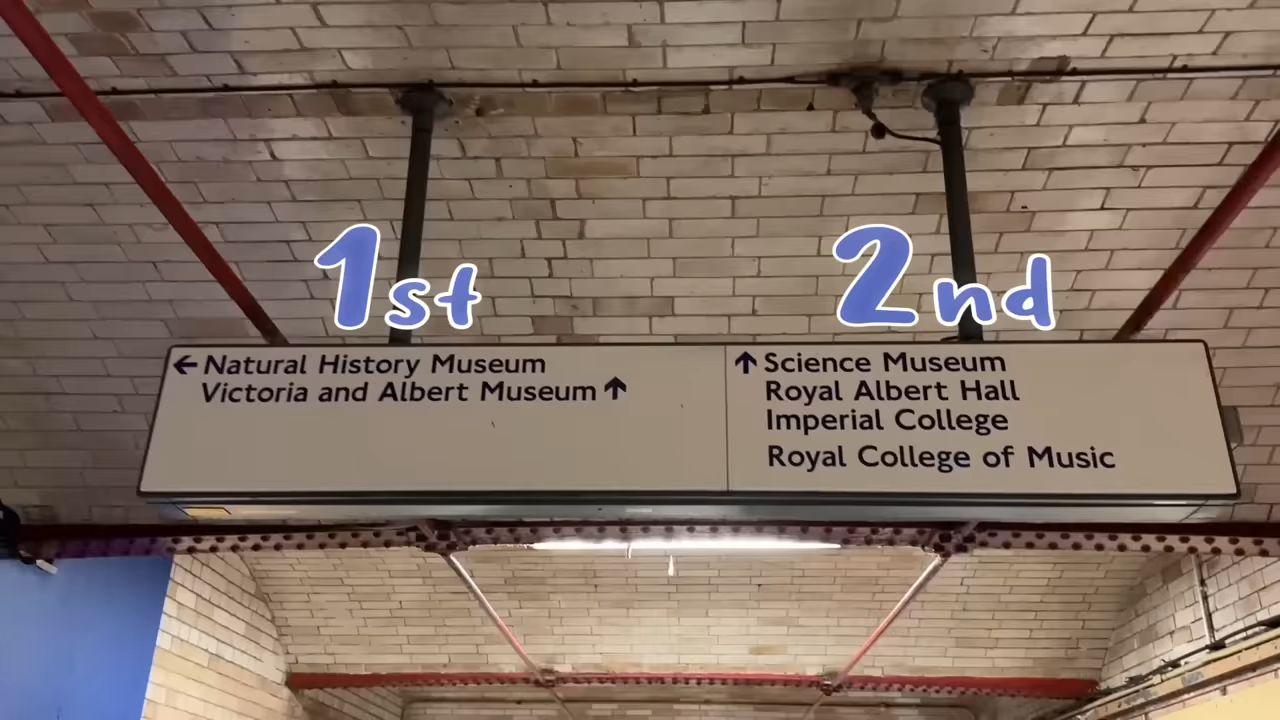 1st
2nd
← Natural History Museum
Victoria and Albert Museum ↑
↑ Science Museum
Royal Albert Hall
Imperial College
Royal College of Music